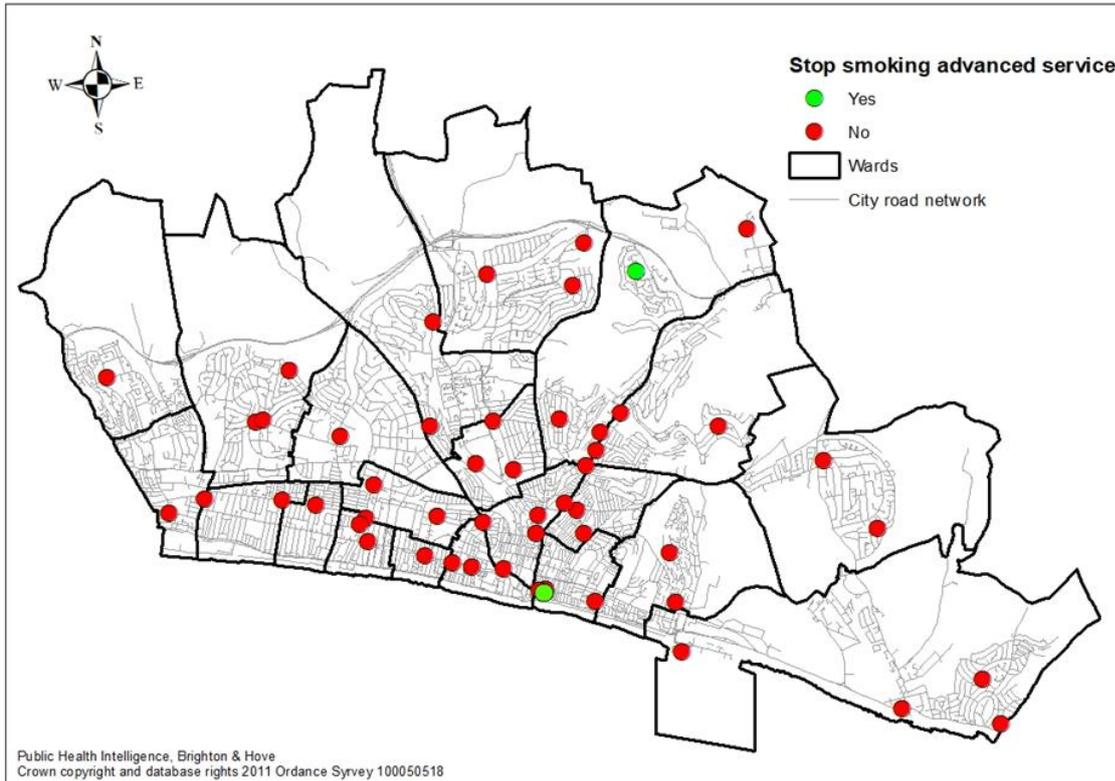 N
W E
S
Stop smoking advanced service
Yes
No
Wards
City road network
Public Health Intelligence, Brighton & Hove
Crown copyright and database rights 2011 Ordance Syrvey 100050518